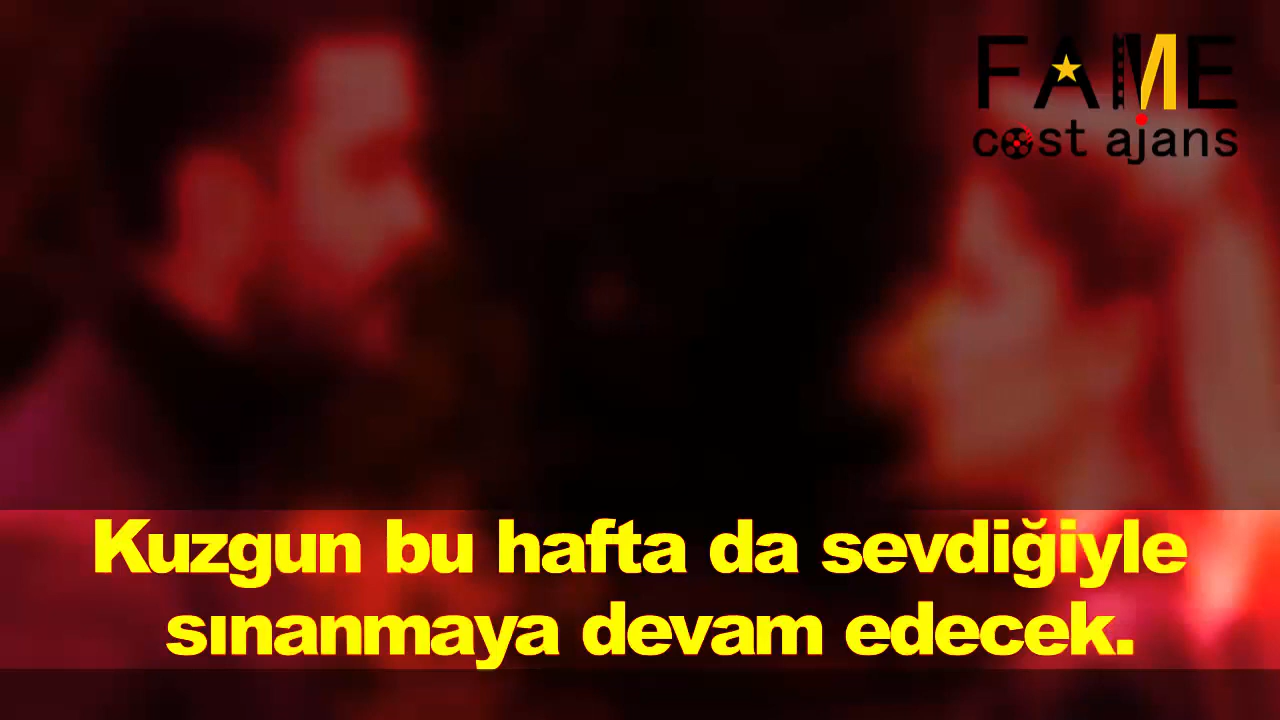 FAME
cast ajans
Kuzgun bu hafta da sevdiğiyle
sınanmaya devam edecek.